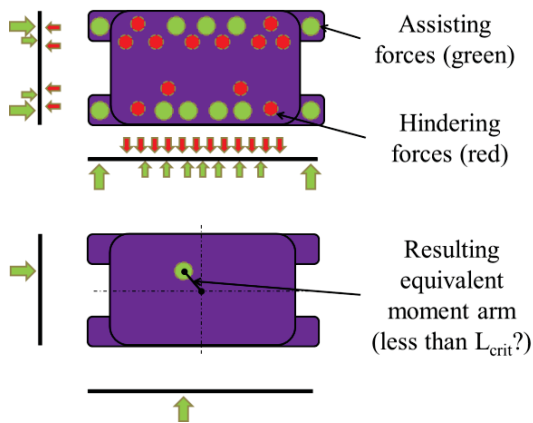 Assisting
forces (green)
Hindering
forces (red)
Resulting
equivalent
moment arm
(less than Lcrit?)